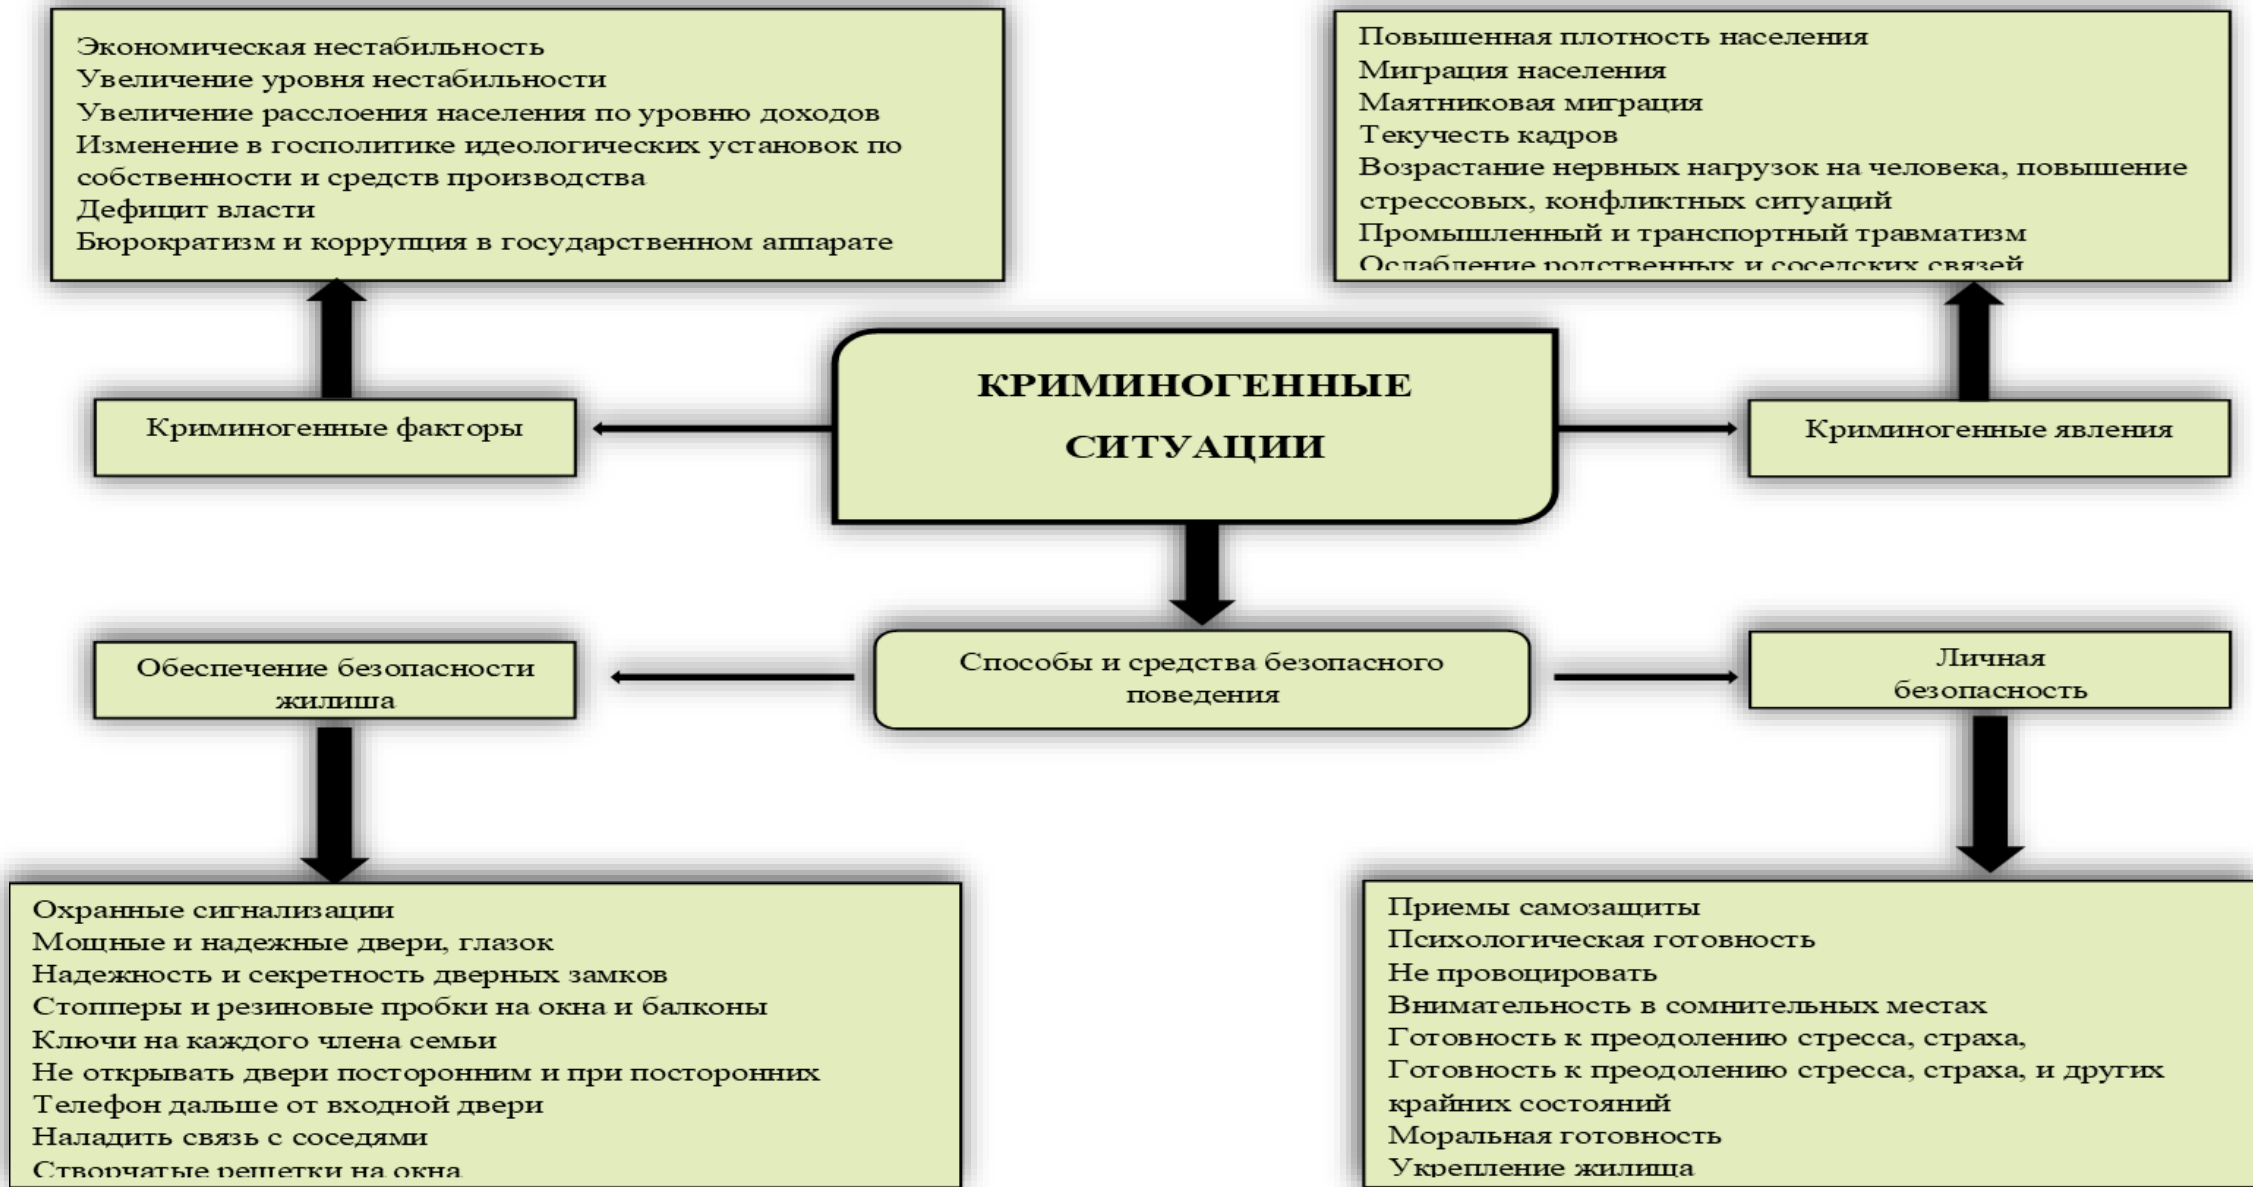 Экономическая нестабильность
Увеличение уровня нестабильности
Увеличение расслоения населения по уровню доходов
Изменение в госполитике идеологических установок по
собственности и средств производства
Дефицит власти
Бюрократизм и коррупция в государственном аппарате
Повышенная плотность населения
Миграция населения
Маятниковая миграция
Текучесть кадров
Возрастание нервных нагрузок на человека, повышение
стрессовых, конфликтных ситуаций
Промышленный и транспортный травматизм
Ослабление родственных и соседских связей
КРИМИНОГЕННЫЕ
СИТУАЦИИ
Криминогенные факторы
Криминогенные явления
Обеспечение безопасности
жилиша
Способы и средства безопасного
поведения
Личная
безопасность
Охранные сигнализации
Мощные и надежные двери, глазок
Надежность и секретность дверных замков
Стопперы и резиновые пробки на окна и балконы
Ключи на каждого члена семьи
Не открывать двери посторонним и при посторонних
Телефон дальше от входной двери
Наладить связь с соседями
Створчатые решетки на окна
Приемы самозащиты
Психологическая готовность
Не провоцировать
Внимательность в сомнительных местах
Готовность к преодолению стресса, страха,
Готовность к преодолению стресса, страха, и других
крайних состояний
Моральная готовность
Укрепление жилища